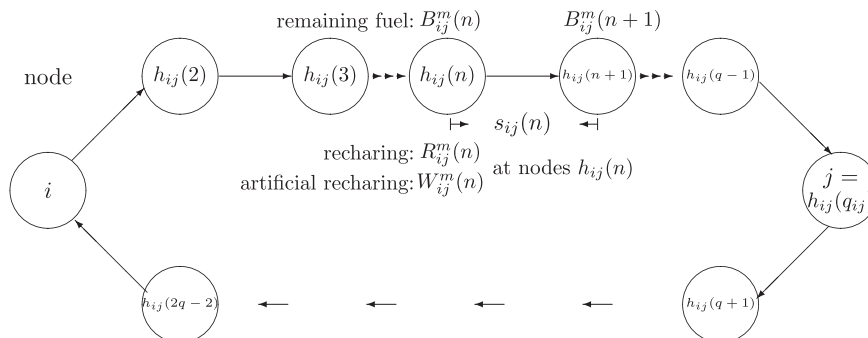 remaining fuel: $B_{ij}^m(n)$ $B_{ij}^m(n+1)$
node $h_{ij}(2)$ $h_{ij}(3)$ $h_{ij}(n)$ $h_{ij}(n+1)$ $h_{ij}(q-1)$
$s_{ij}(n)$
recharing: $R_{ij}^m(n)$
at nodes $h_{ij}(n)$
artificial recharing: $W_{ij}^m(n)$
$i$ $j=$
$h_{ij}(q_{ij}$
$h_{ij}(2q-2)$ $h_{ij}(q+1)$